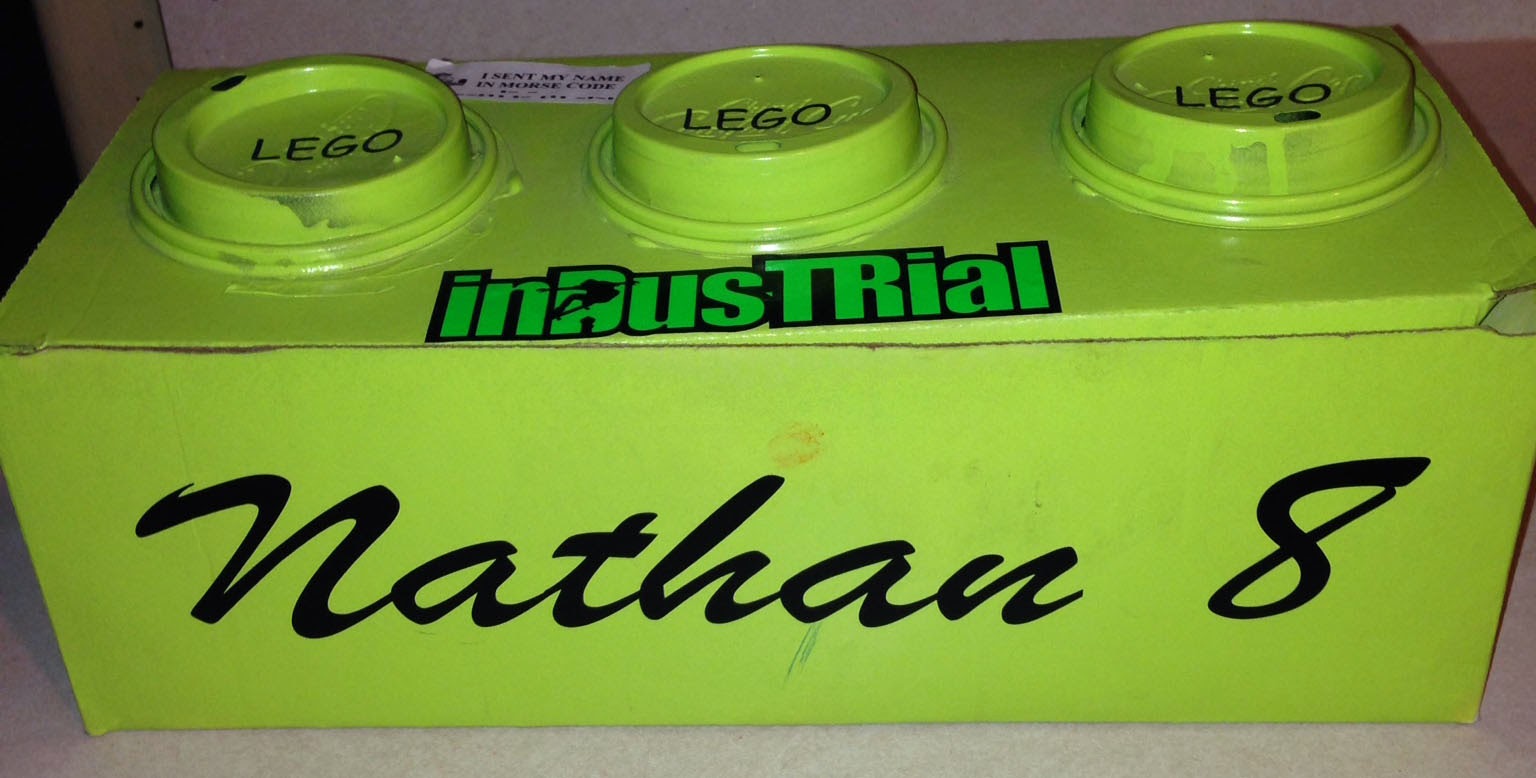 I SENT MY NAME
IN MORSE CODE
LEGO
LEGO
LEGO
inDusTRial
Nathan 8